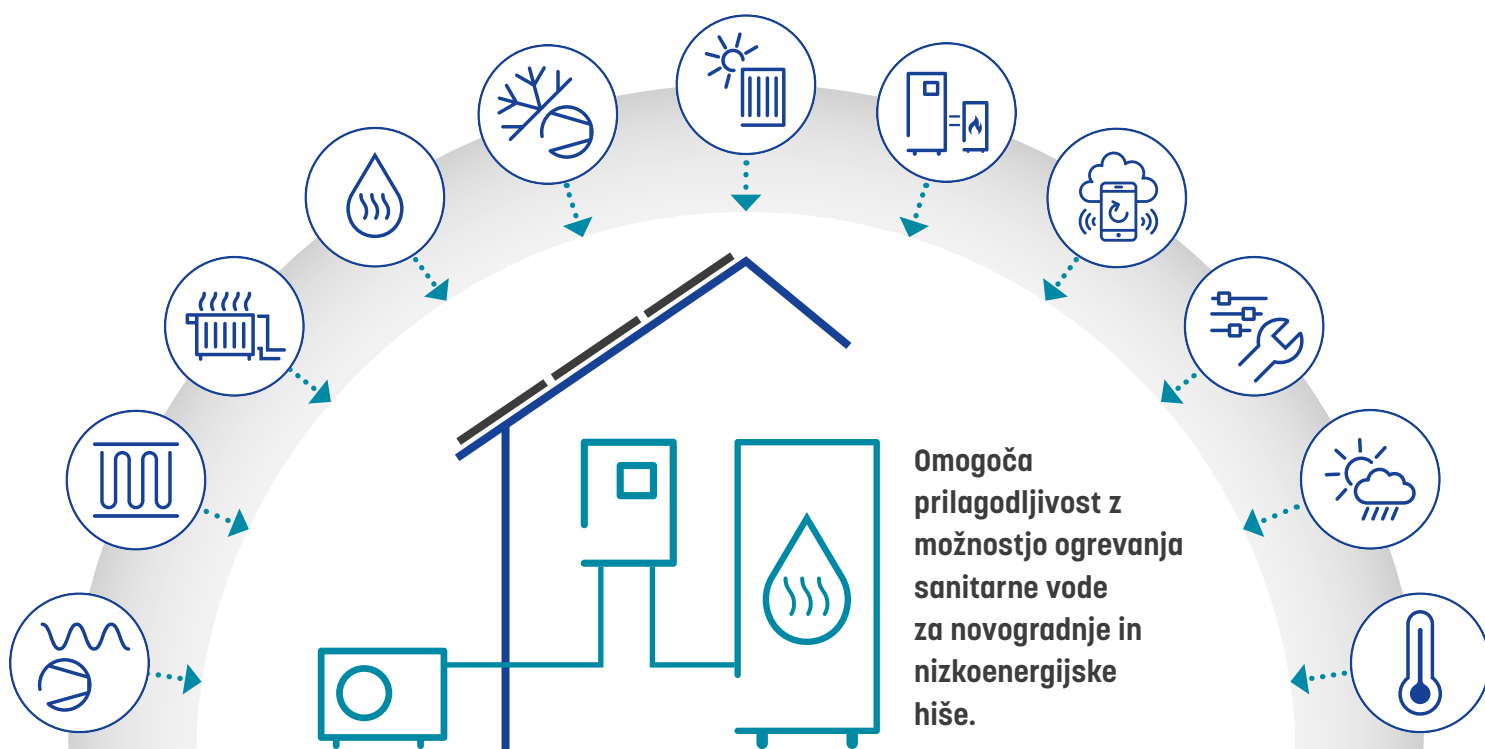 Omogoča
prilagodljivost z
možnostjo ogrevanja
sanitarne vode
za novogradnje in
nizkoenergijske
hiše.